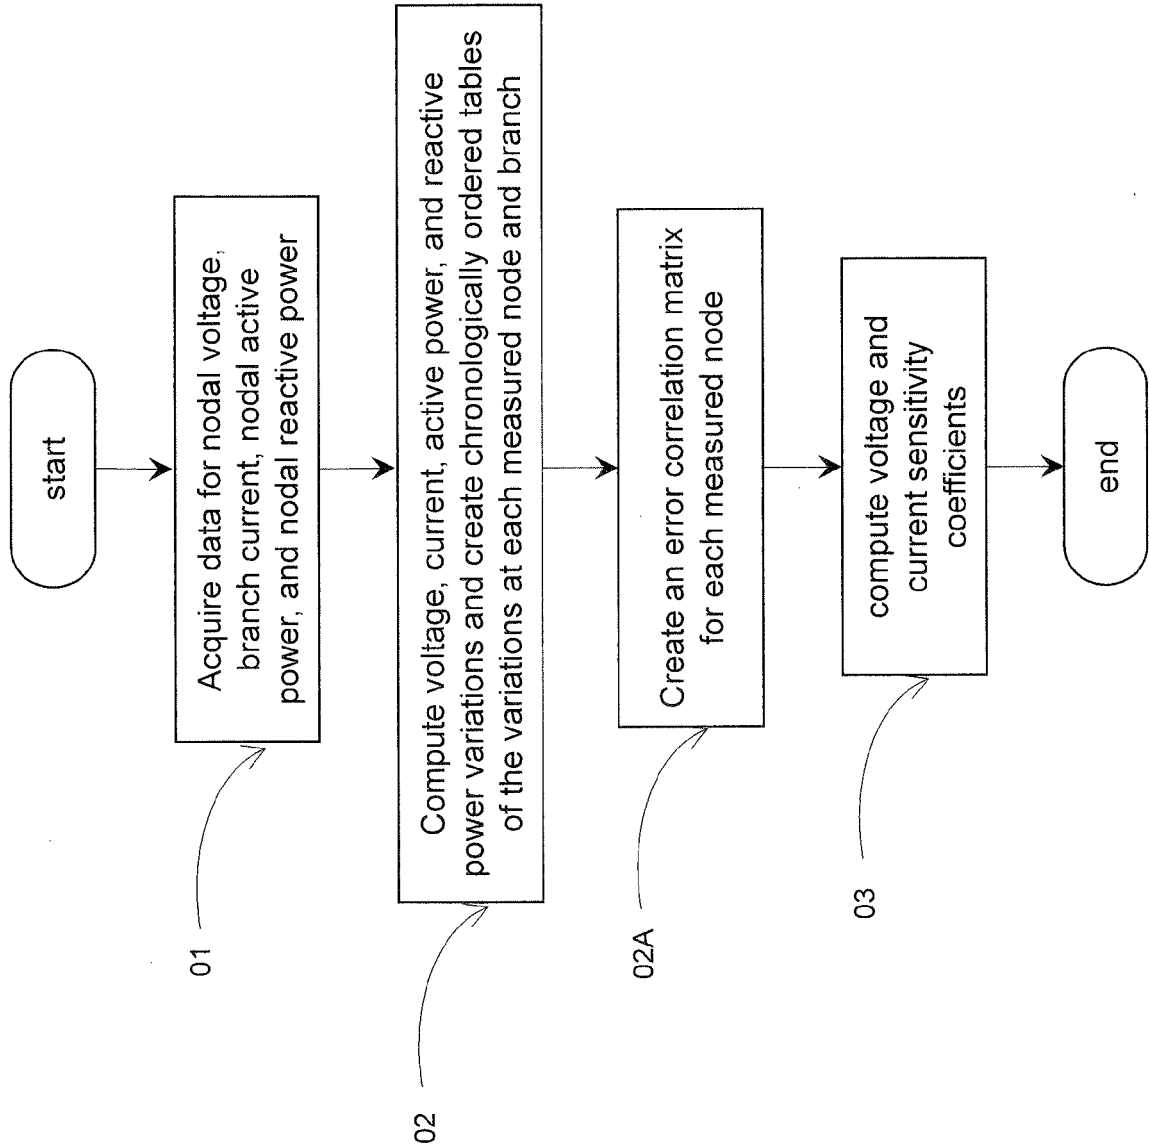 start
Acquire data for nodal voltage,
branch current, nodal active
power, and nodal reactive power
01
Compute voltage, current, active power, and reactive
power variations and create chronologically ordered tables
of the variations at each measured node and branch
02
Create an error correlation matrix
for each measured node
02A
compute voltage and
current sensitivity
coefficients
03
end